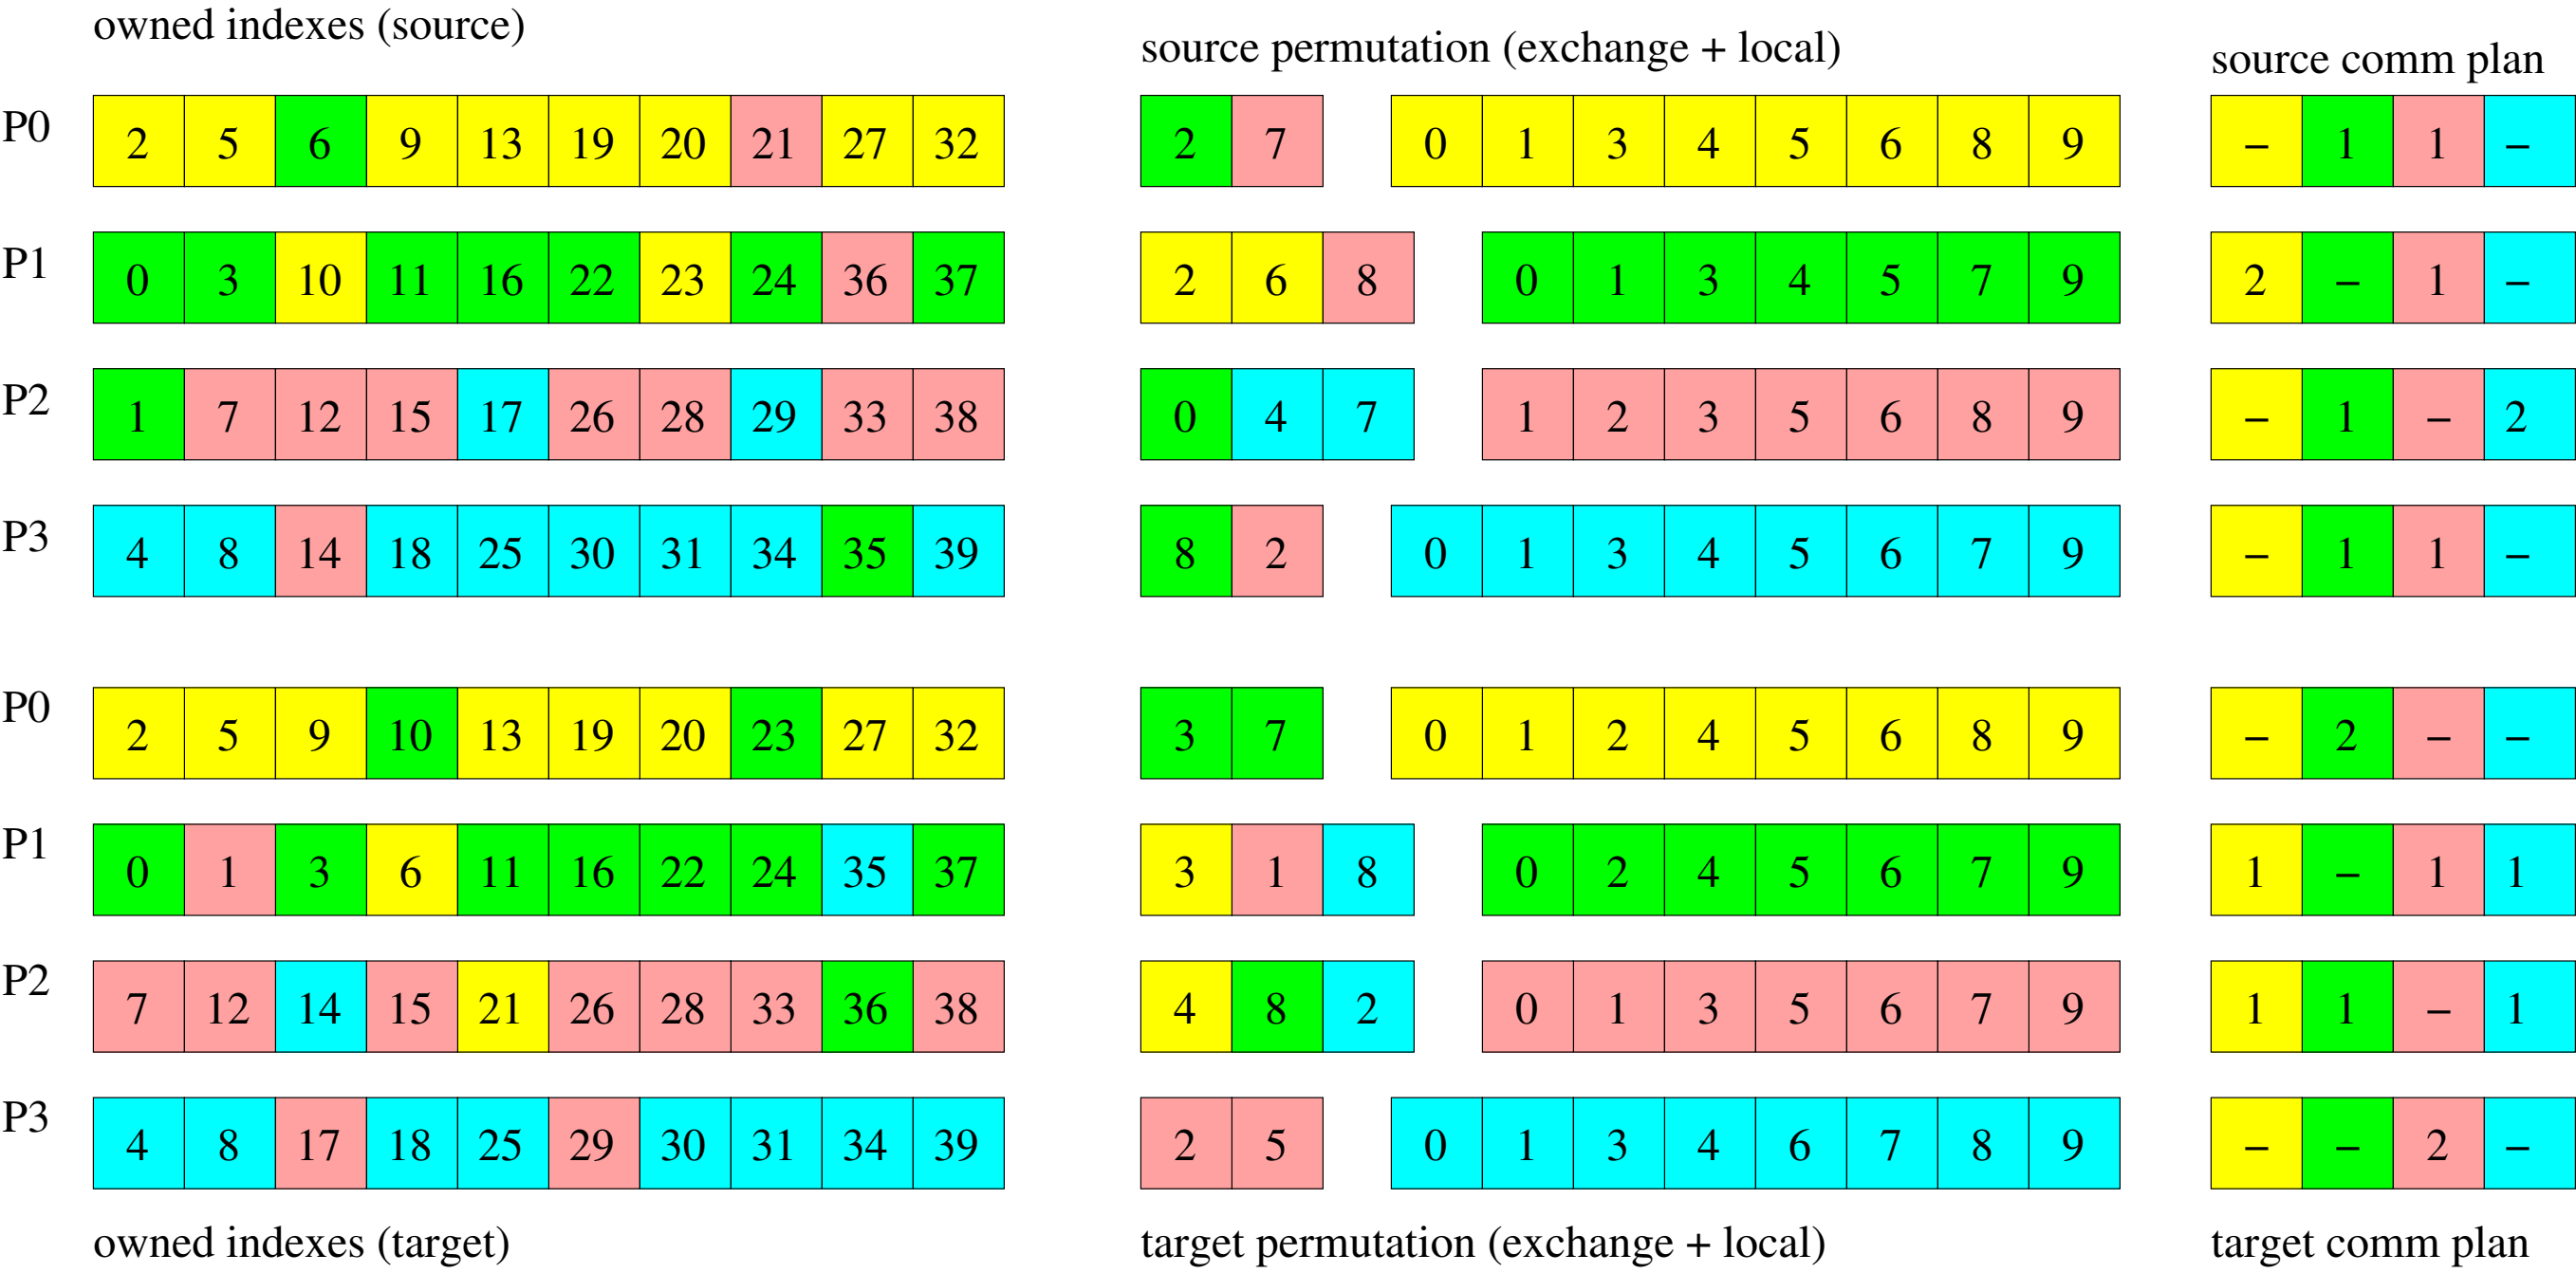 owned indexes (source)
source permutation (exchange + local)
source comm plan
P0 2 5 6 9 13 19 20 21 27 32 2 7 0 1 3 4 5 6 8 9 – 1 1 –
P1 0 3 10 11 16 22 23 24 36 37 2 6 8 0 1 3 4 5 7 9 2 – 1 –
P2 1 7 12 15 17 26 28 29 33 38 0 4 7 1 2 3 5 6 8 9 – 1 – 2
P3 4 8 14 18 25 30 31 34 35 39 8 2 0 1 3 4 5 6 7 9 – 1 1 –
P0 2 5 9 10 13 19 20 23 27 32 3 7 0 1 2 4 5 6 8 9 – 2 – –
P1 0 1 3 6 11 16 22 24 35 37 3 1 8 0 2 4 5 6 7 9 1 – 1 1
P2 7 12 14 15 21 26 28 33 36 38 4 8 2 0 1 3 5 6 7 9 1 1 – 1
P3 4 8 17 18 25 29 30 31 34 39 2 5 0 1 3 4 6 7 8 9 – – 2 –
owned indexes (target)
target permutation (exchange + local)
target comm plan